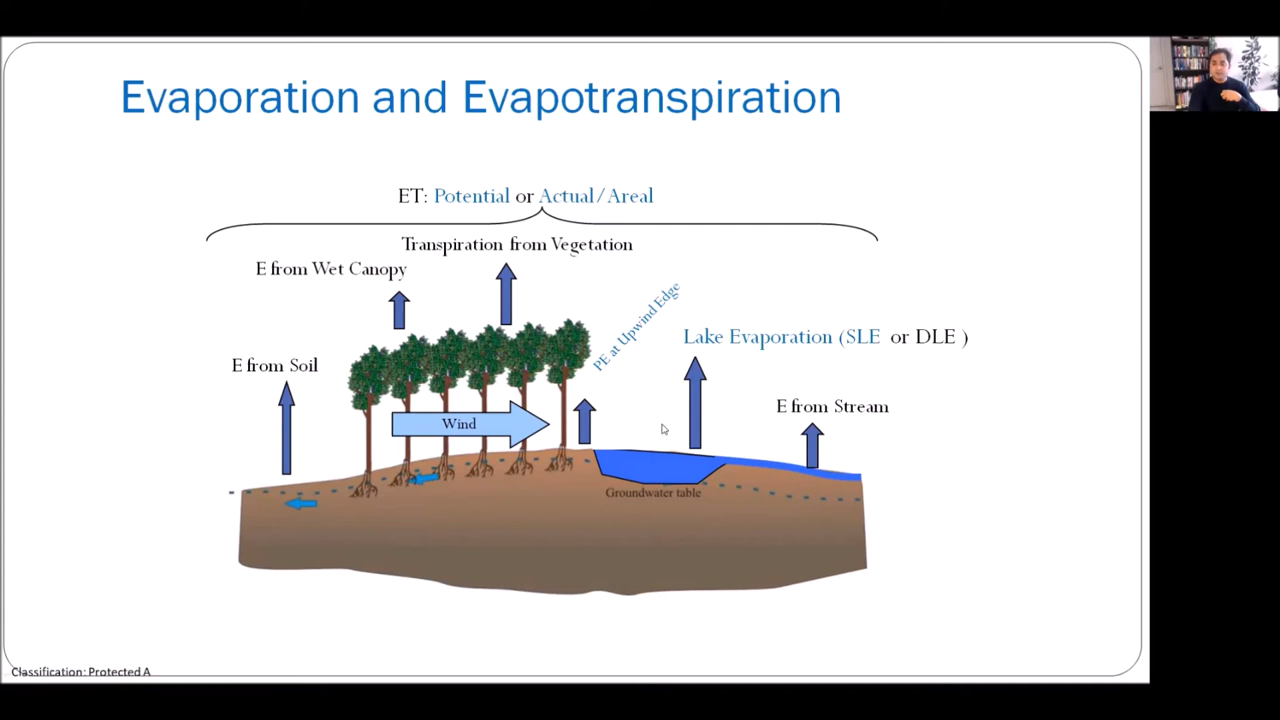 Evaporation and Evapotranspiration
ET: Potential or Actual/Areal
Transpiration from Vegetation
E from Wet Canopy
PE at Upwind Edge
Lake Evaporation (SLE or DLE )
E from Soil
E from Stream
Wind
Groundwater table
Classification: Protected A